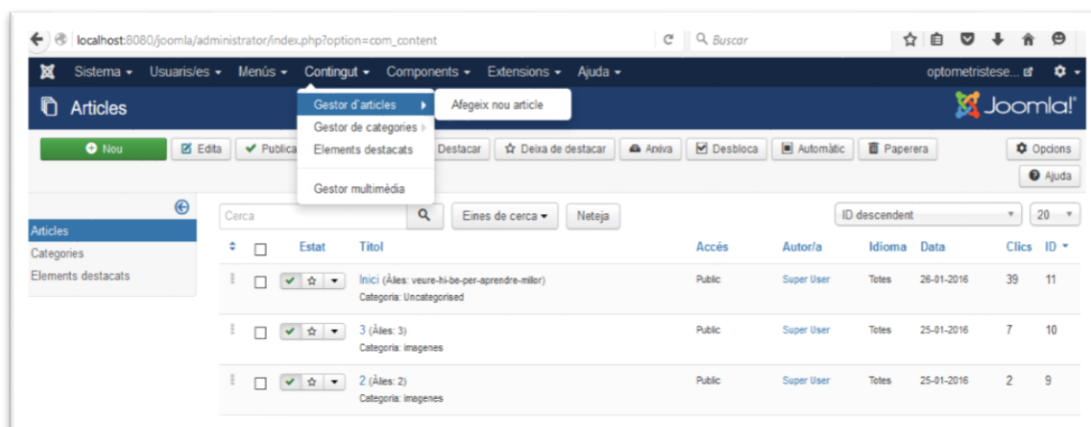 localhost:8080/joomla/administrator/index.php?option=com_content Buscar
Sistema Usuaris/es Menús Contingut Components Extensions Ajuda optometristese...
Articles Joomla!
Gestor d'articles Afegeix nou article
Gestor de categories
Elements destacats
Gestor multimèdia
Nou Edita Publica Destacar Deixa de destacar Arxiva Desbloca Automàtic Paperera Opcions
Ajuda
Cerca Eines de cerca Neteja ID descendent 20
Articles
Categories
Elements destacats
Estat Títol Accés Autor/a Idioma Data Clics ID
Inici (Àlies: veure-hi-be-per-aprendre-millor) Public Super User Totes 26-01-2016 39 11
Categoria: Uncategorised
3 (Àlies: 3) Public Super User Totes 25-01-2016 7 10
Categoria: imagenes
2 (Àlies: 2) Public Super User Totes 25-01-2016 2 9
Categoria: imagenes